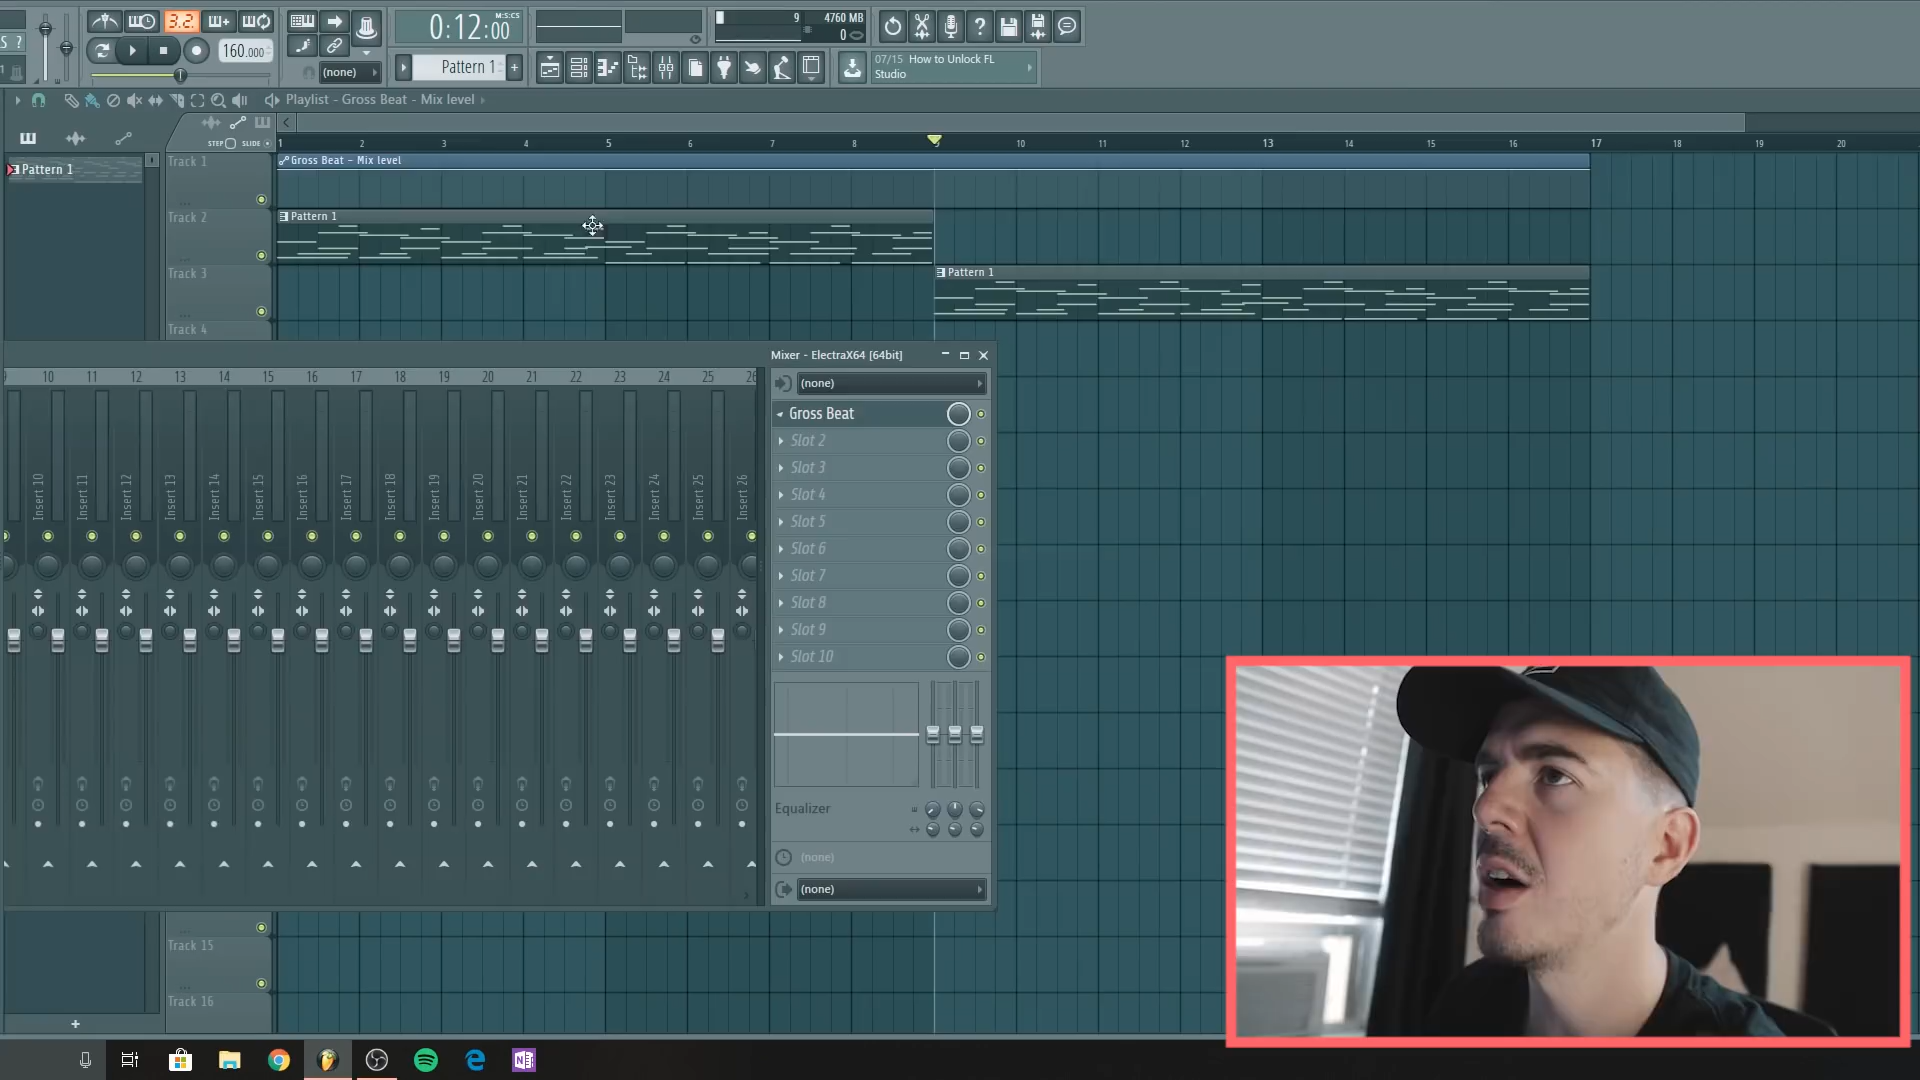 S ?
3.2.
160.000
(none)
0:12:00
M:S:CS
Pattern 1
9
4760 MB
0
07/15 How to Unlock FL
Studio
Playlist - Gross Beat - Mix level
STEP SLIDE
1 2 3 4 5 6 7 8 9 10 11 12 13 14 15 16 17 18 19 20
Pattern 1
Track 1
Gross Beat - Mix level
Track 2
Pattern 1
Track 3
Pattern 1
Track 4
Mixer - ElectraX64 [64bit]
10 11 12 13 14 15 16 17 18 19 20 21 22 23 24 25 26
Insert 10
Insert 11
Insert 12
Insert 13
Insert 14
Insert 15
Insert 16
Insert 17
Insert 18
Insert 19
Insert 20
Insert 21
Insert 22
Insert 23
Insert 24
Insert 25
Insert 26
(none)
Gross Beat
Slot 2
Slot 3
Slot 4
Slot 5
Slot 6
Slot 7
Slot 8
Slot 9
Slot 10
Equalizer
(none)
(none)
Track 15
Track 16